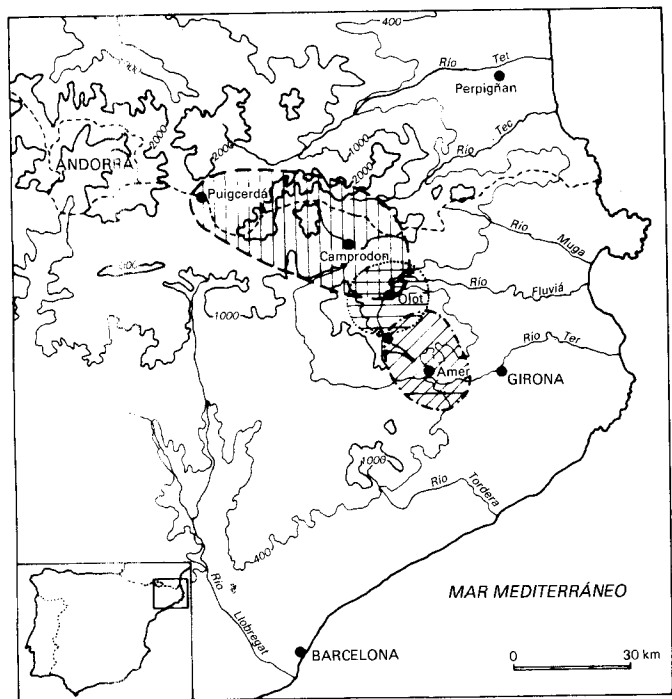 400
Río Tet
Perpigñan
2000
1000
2000
2000
Río Tec
ANDORRA
Puigcerdá
Río Muga
Camprodon
1000
Olot
Río Fluviá
Río Ter
Amer
GIRONA
1000
Río Tordera
400
Río Llobregat
MAR MEDITERRÁNEO
BARCELONA
0 30 km